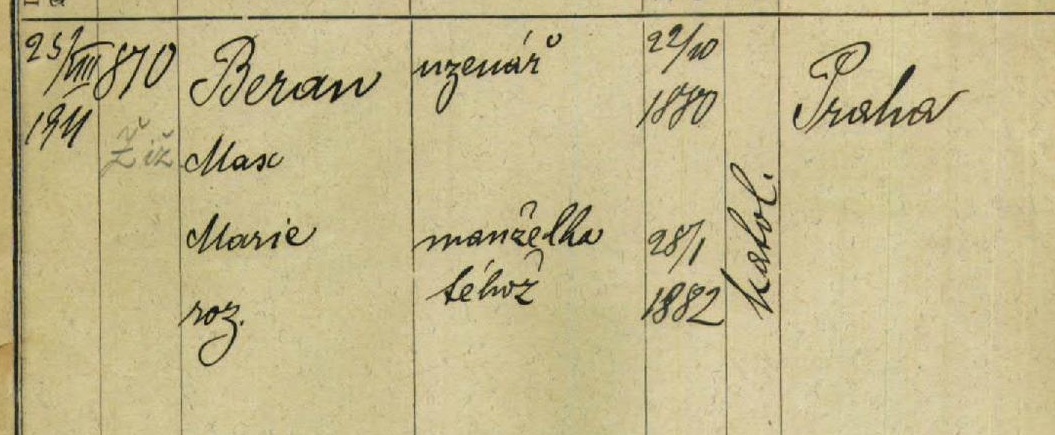 25/VIII 870 Beran uzenář 22/10 Praha
1911 Žiž Max 1880
Marie manželka 28/1 katol.
roz. téhož 1882